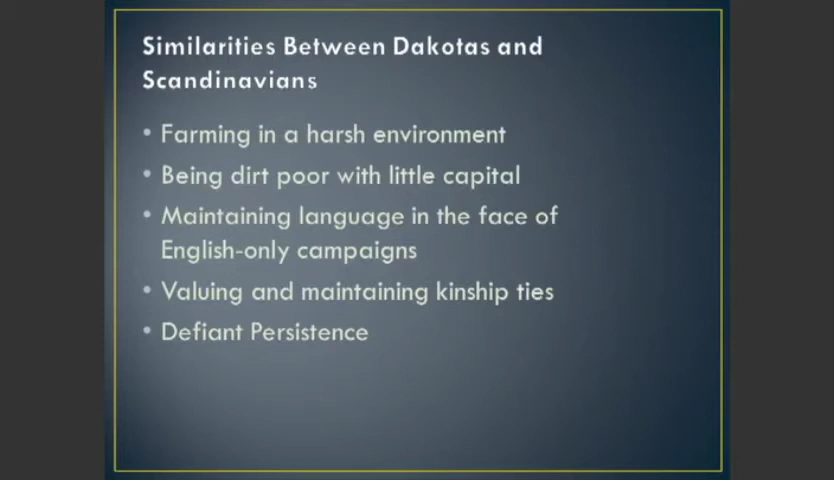 Similarities Between Dakotas and
Scandinavians
• Farming in a harsh environment
• Being dirt poor with little capital
• Maintaining language in the face of
English-only campaigns
• Valuing and maintaining kinship ties
• Defiant Persistence